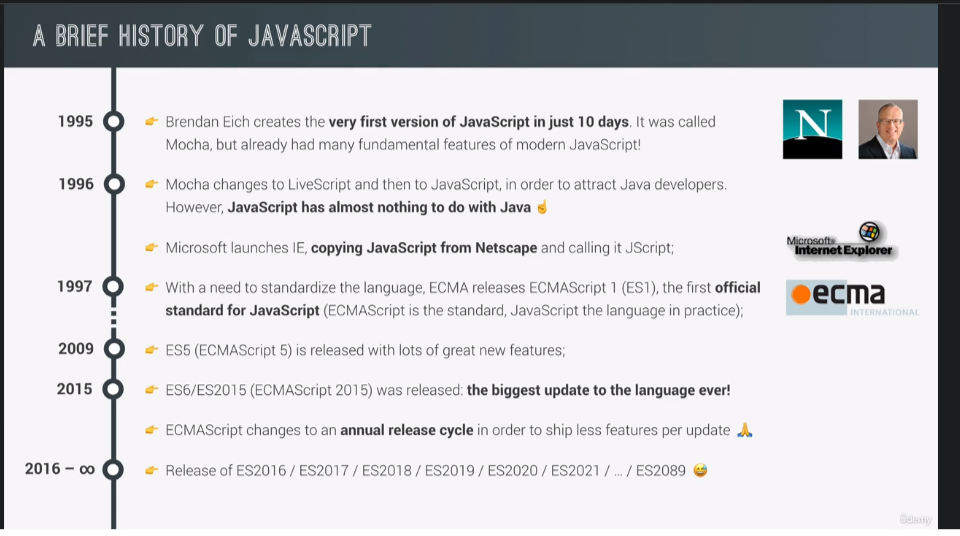 A BRIEF HISTORY OF JAVASCRIPT
1995
👉 Brendan Eich creates the very first version of JavaScript in just 10 days. It was called
Mocha, but already had many fundamental features of modern JavaScript!
N
1996
👉 Mocha changes to LiveScript and then to JavaScript, in order to attract Java developers.
However, JavaScript has almost nothing to do with Java ☝️
👉 Microsoft launches IE, copying JavaScript from Netscape and calling it JScript;
Microsoft
Internet Explorer
1997
👉 With a need to standardize the language, ECMA releases ECMAScript 1 (ES1), the first official
standard for JavaScript (ECMAScript is the standard, JavaScript the language in practice);
ecma
INTERNATIONAL
2009
👉 ES5 (ECMAScript 5) is released with lots of great new features;
2015
👉 ES6/ES2015 (ECMAScript 2015) was released: the biggest update to the language ever!
👉 ECMAScript changes to an annual release cycle in order to ship less features per update 🙏
2016 – ∞
👉 Release of ES2016 / ES2017 / ES2018 / ES2019 / ES2020 / ES2021 / ... / ES2089 😅
ûdemy